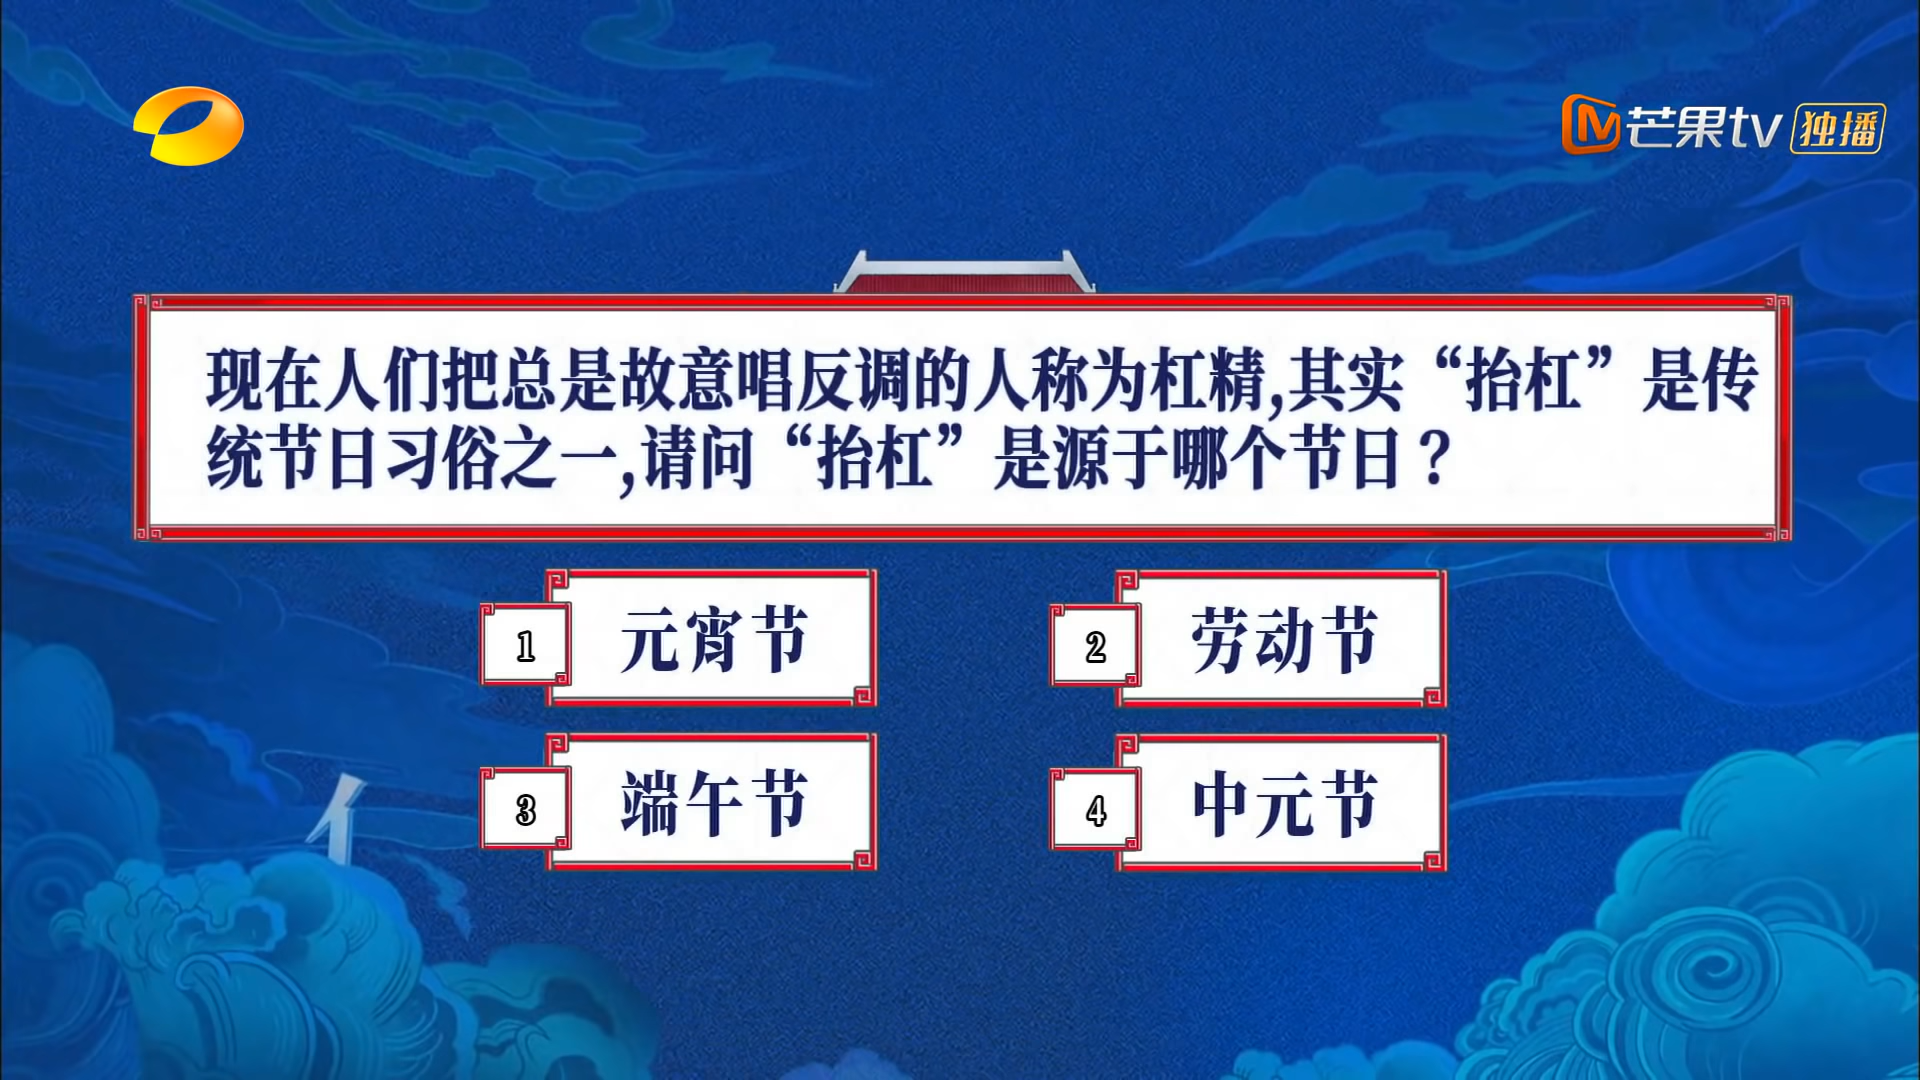 芒果tv 独播
现在人们把总是故意唱反调的人称为杠精,其实“抬杠”是传
统节日习俗之一,请问“抬杠”是源于哪个节日？
1 元宵节
2 劳动节
3 端午节
4 中元节